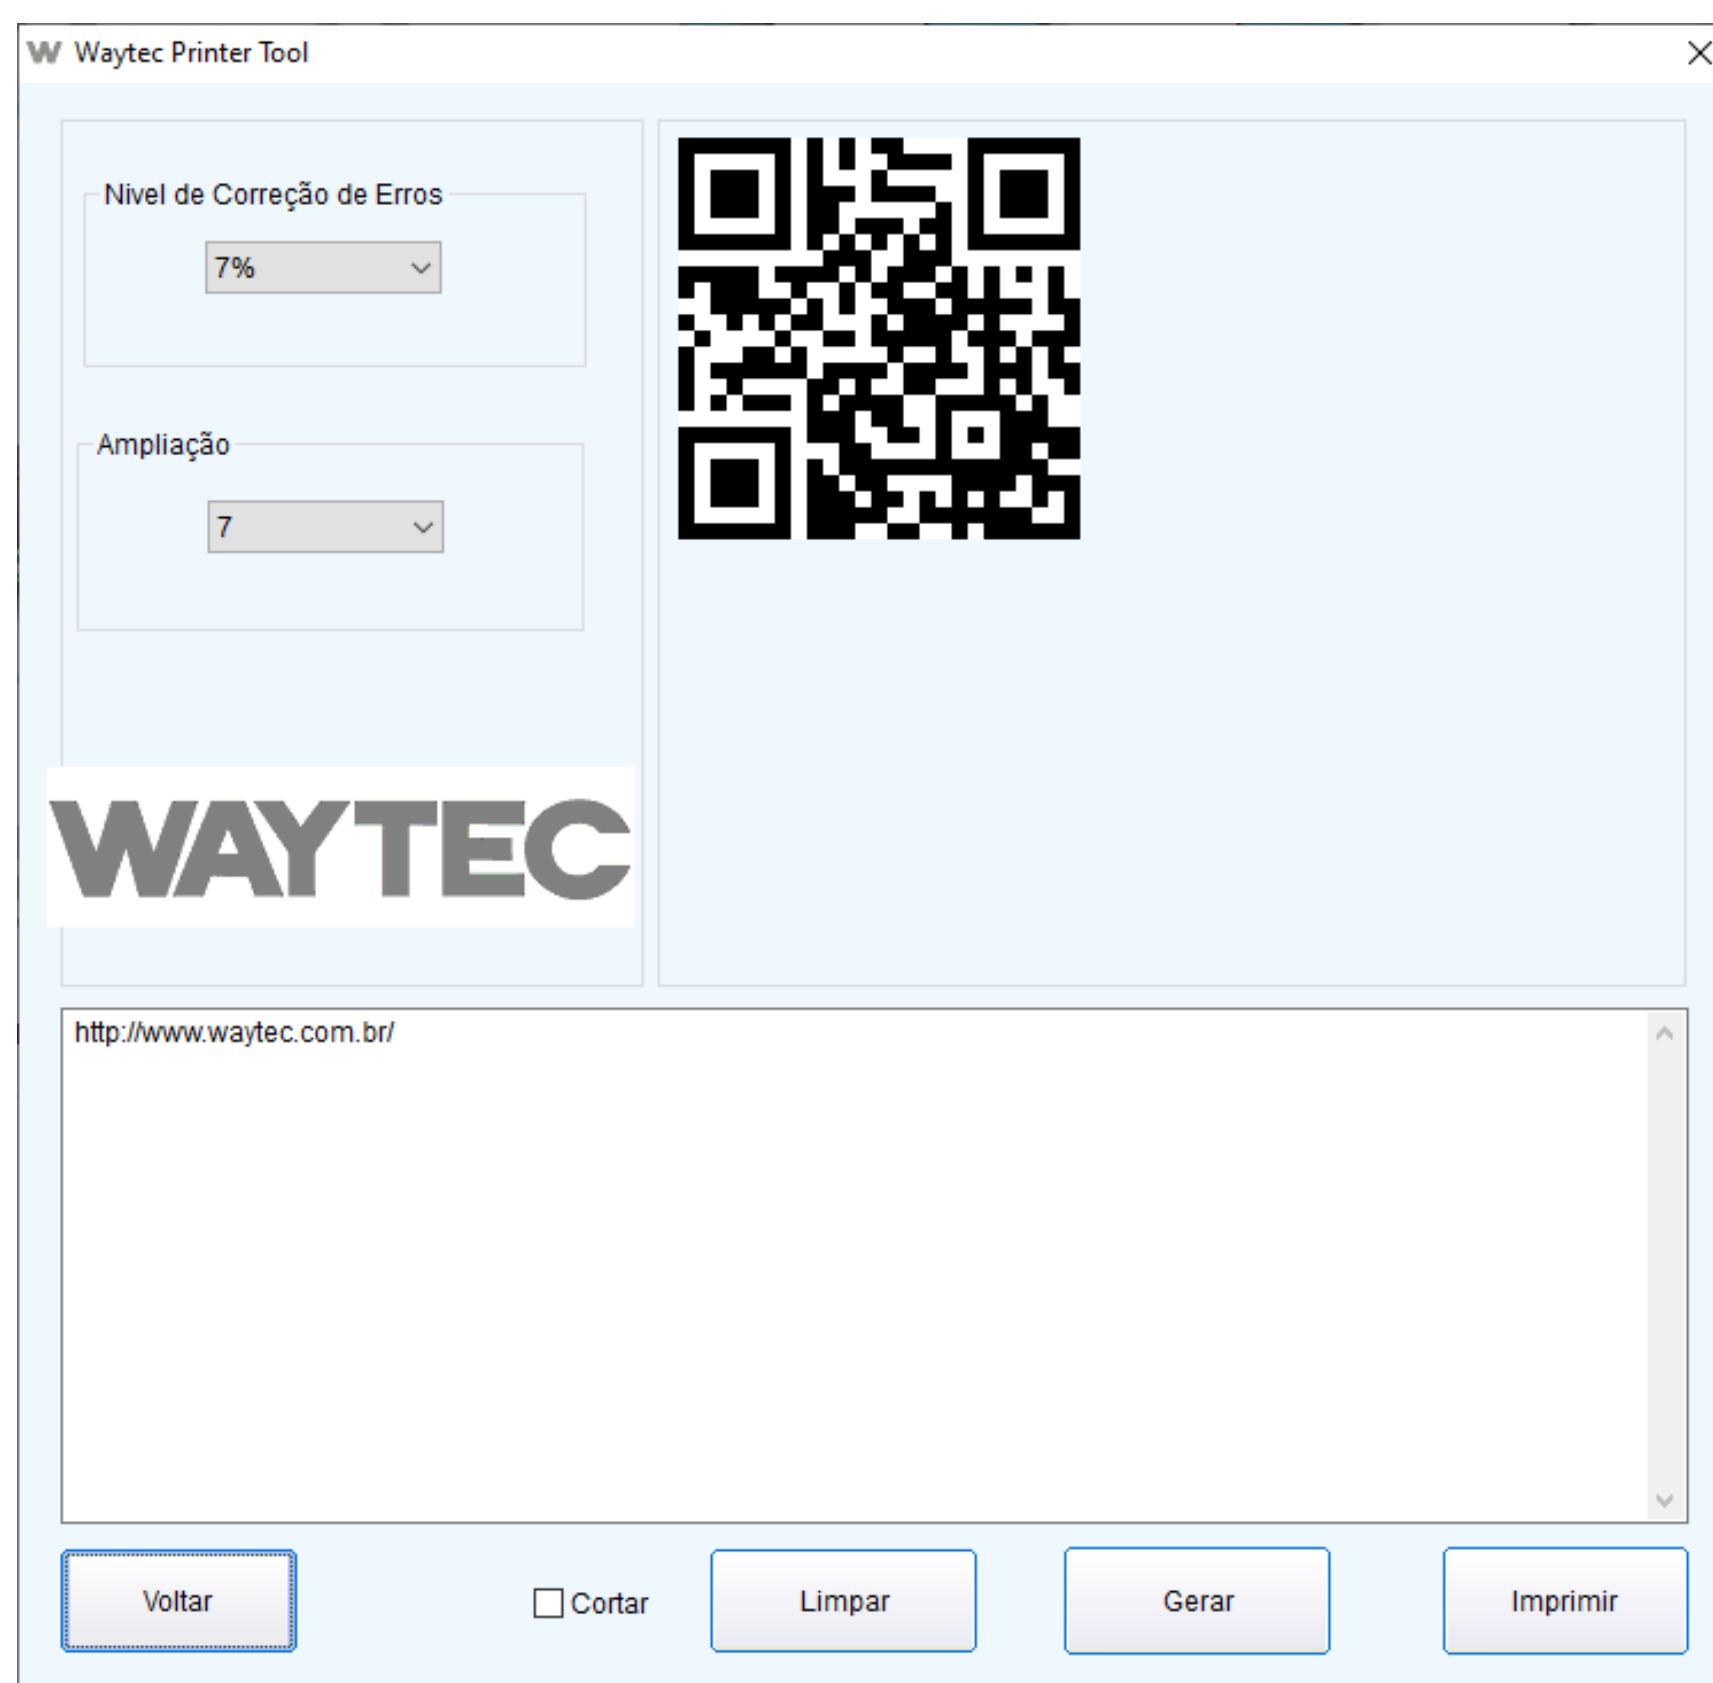 Waytec Printer Tool
Nivel de Correção de Erros
7%
Ampliação
7
WAYTEC
http://www.waytec.com.br/
Voltar
Cortar
Limpar
Gerar
Imprimir